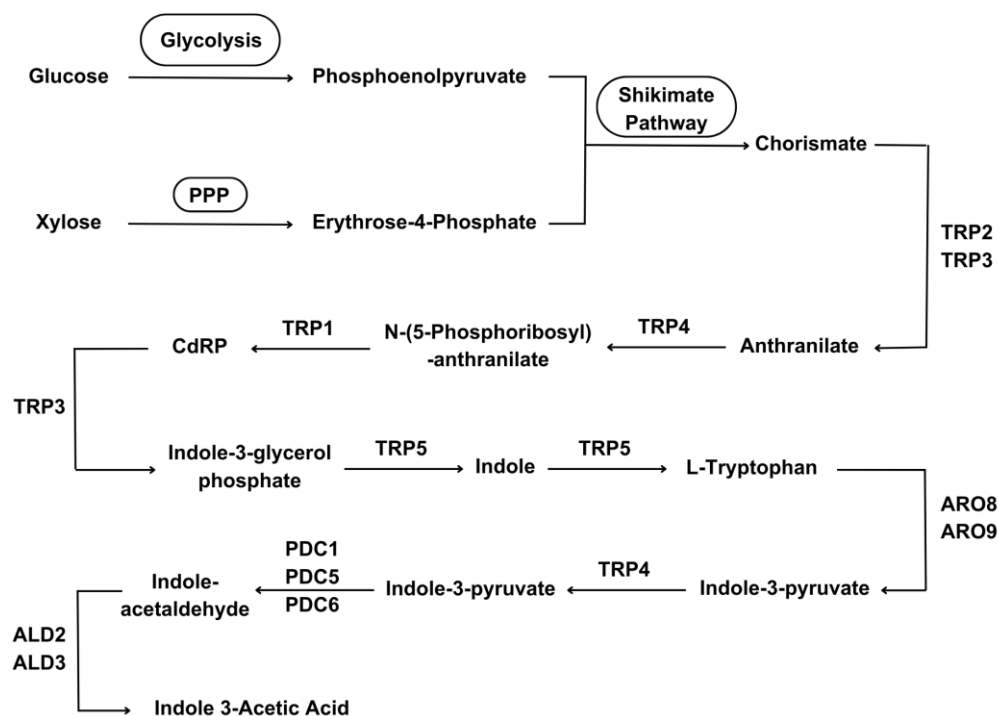 Glycolysis
Glucose
Phosphoenolpyruvate
Shikimate
Pathway
Chorismate
PPP
Xylose
Erythrose-4-Phosphate
TRP2
TRP3
CdRP
TRP1
N-(5-Phosphoribosyl)
-anthranilate
TRP4
Anthranilate
TRP3
Indole-3-glycerol
phosphate
TRP5
Indole
TRP5
L-Tryptophan
ARO8
ARO9
Indole-
acetaldehyde
PDC1
PDC5
PDC6
Indole-3-pyruvate
TRP4
Indole-3-pyruvate
ALD2
ALD3
Indole 3-Acetic Acid